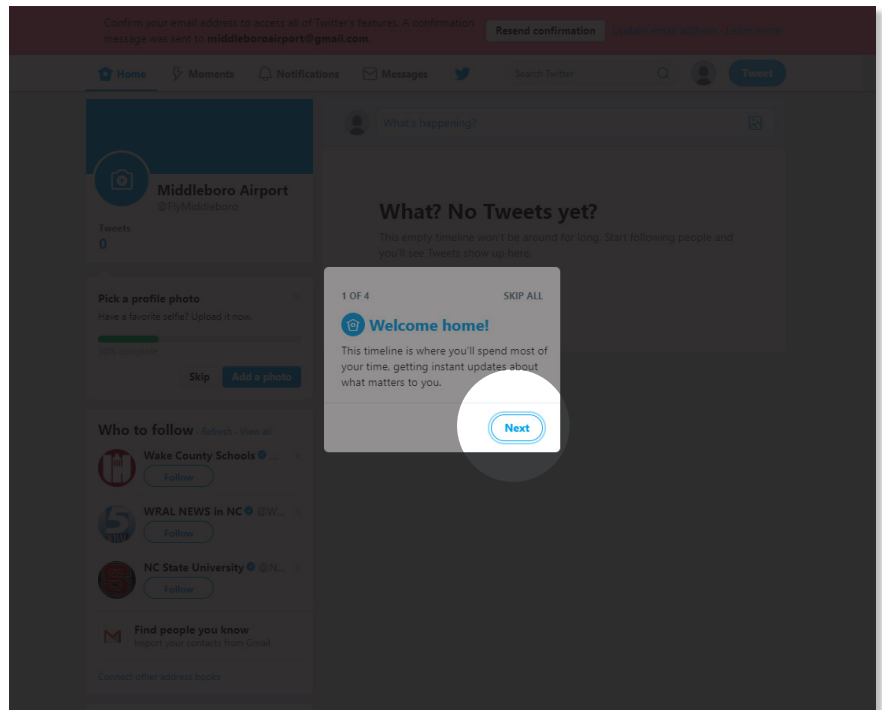 Confirm your email address to access all of Twitter's features. A confirmation
message was sent to middleboroairport@gmail.com.
Resend confirmation
Update email address
Home
Moments
Notifications
Messages
Search Twitter
Tweet
What's happening?
Middleboro Airport
@FlyMiddleboro
Tweets
0
What? No Tweets yet?
This empty timeline won't be around for long. Start following people and
you'll see Tweets show up here.
1 OF 4
SKIP ALL
Welcome home!
This timeline is where you'll spend most of
your time, getting instant updates about
what matters to you.
Next
Pick a profile photo
Have a favorite selfie? Upload it now.
complete
Skip
Add a photo
Who to follow · Refresh · View all
Wake County Schools ...
Follow
WRAL NEWS in NC @W...
Follow
NC State University @N...
Follow
Find people you know
Import your contacts from Gmail
Connect other address books